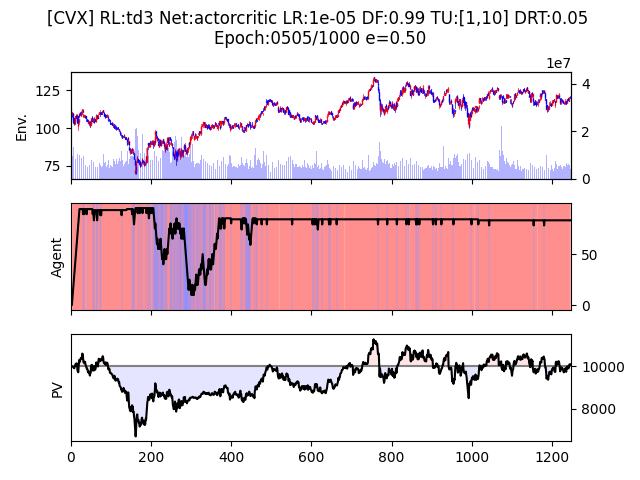 [CVX] RL:td3 Net:actorcritic LR:1e-05 DF:0.99 TU:[1,10] DRT:0.05
Epoch:0505/1000 e=0.50
1e7
125
100
75
Env.
4
2
0
Agent
50
0
PV
10000
8000
0
200
400
600
800
1000
1200